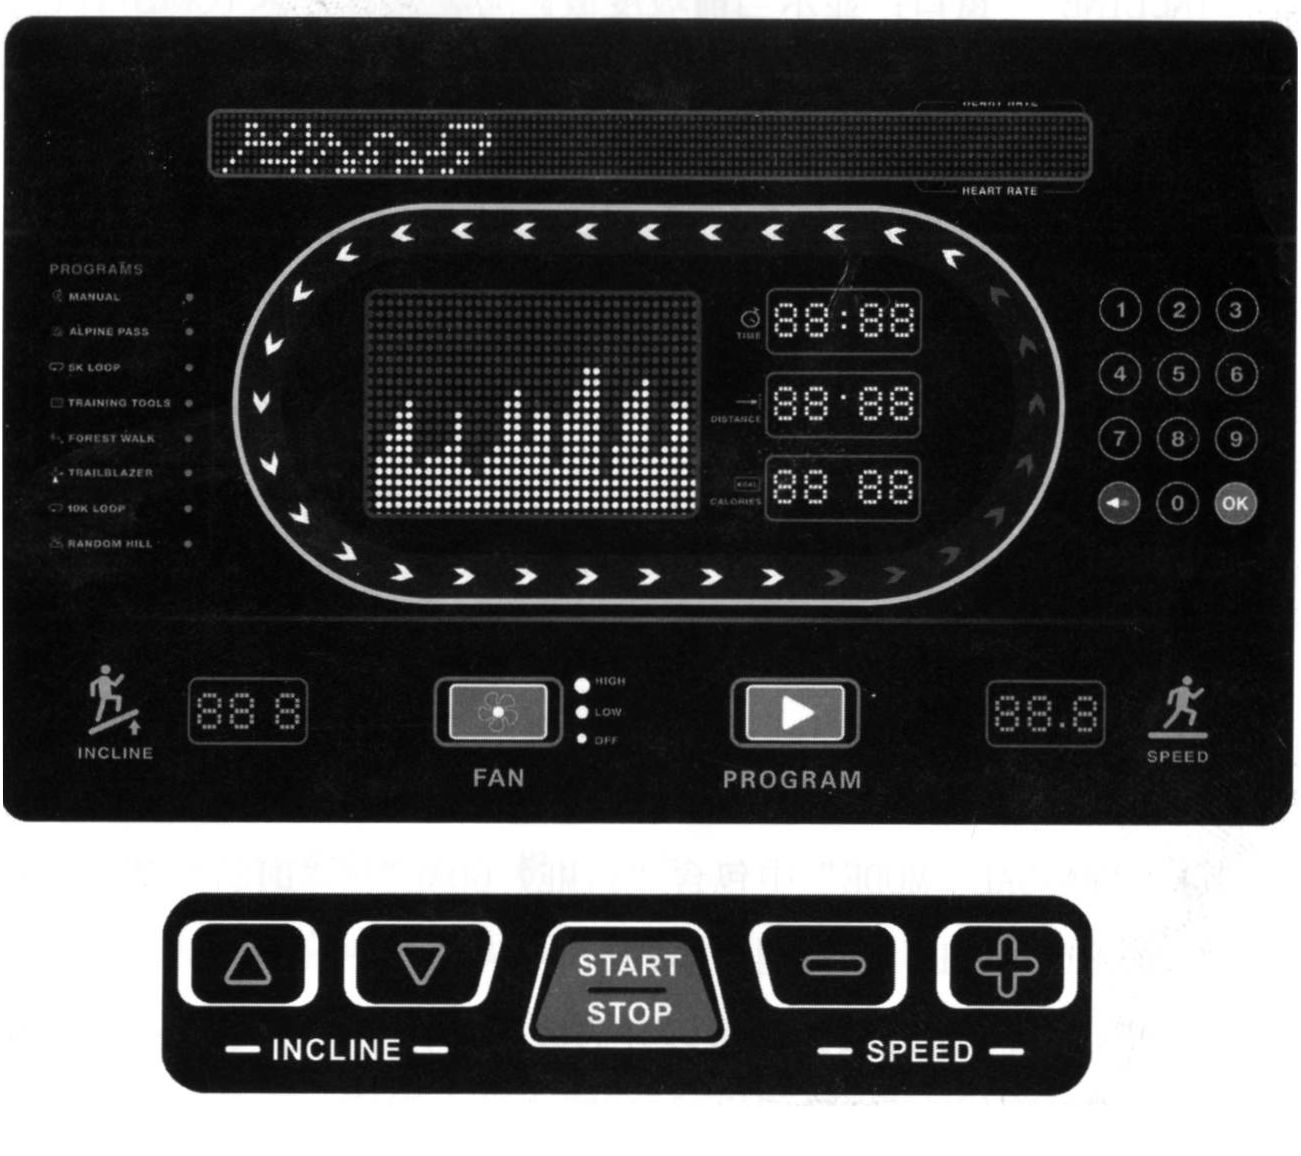 HEART RATE
HEART RATE
PROGRAMS
MANUAL
ALPINE PASS
5K LOOP
TRAINING TOOLS
FOREST WALK
TRAILBLAZER
10K LOOP
RANDOM HILL
88:88
TIME
88.88
DISTANCE
88 88
CALORIES
1 2 3
4 5 6
7 8 9
0 OK
INCLINE
88 8
FAN
HIGH
LOW
OFF
PROGRAM
88.8
SPEED
START
STOP
INCLINE
SPEED